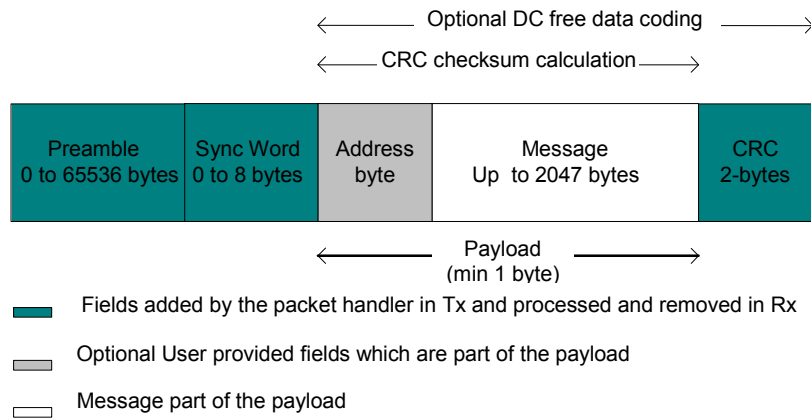 Optional DC free data coding
CRC checksum calculation
Preamble
0 to 65536 bytes
Sync Word
0 to 8 bytes
Address
byte
Message
Up to 2047 bytes
CRC
2-bytes
Payload
(min 1 byte)
Fields added by the packet handler in Tx and processed and removed in Rx
Optional User provided fields which are part of the payload
Message part of the payload